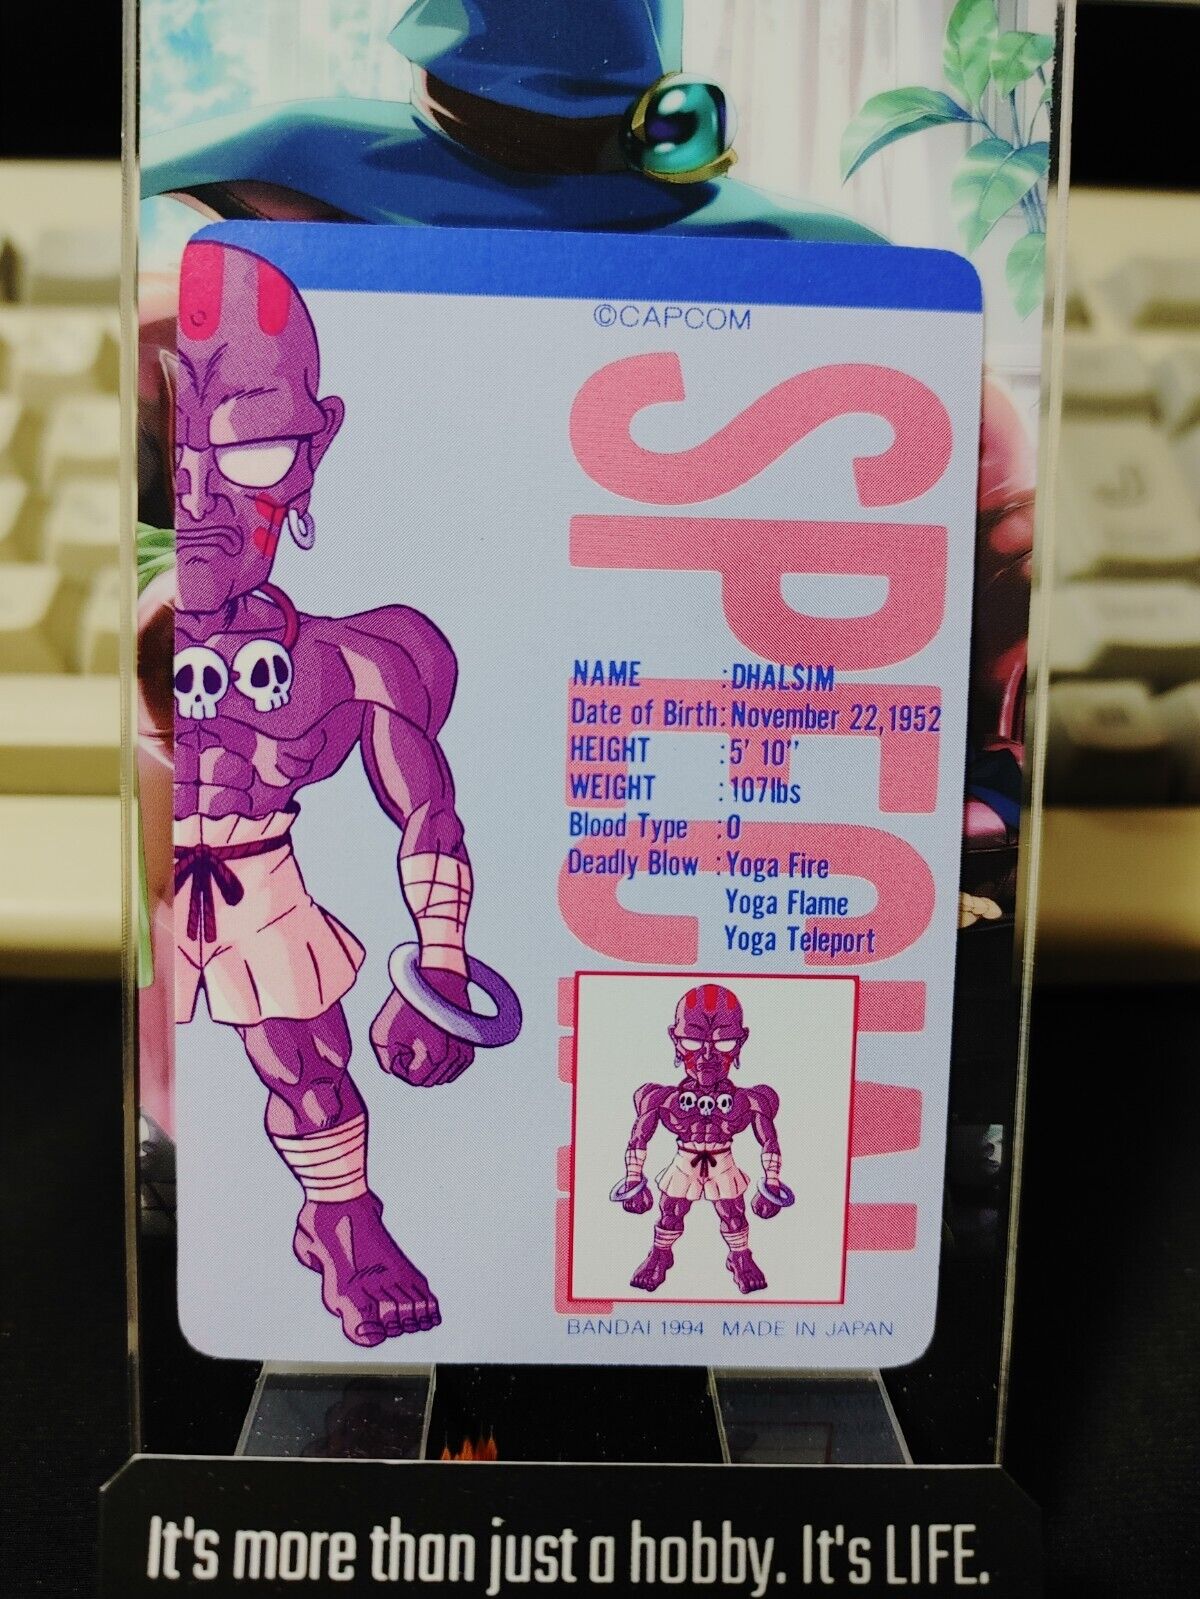 ©CAPCOM
SPECIAL
NAME :DHALSIM
Date of Birth:November 22,1952
HEIGHT :5' 10"
WEIGHT :107lbs
Blood Type :O
Deadly Blow :Yoga Fire
Yoga Flame
Yoga Teleport
BANDAI 1994 MADE IN JAPAN
It's more than just a hobby. It's LIFE.